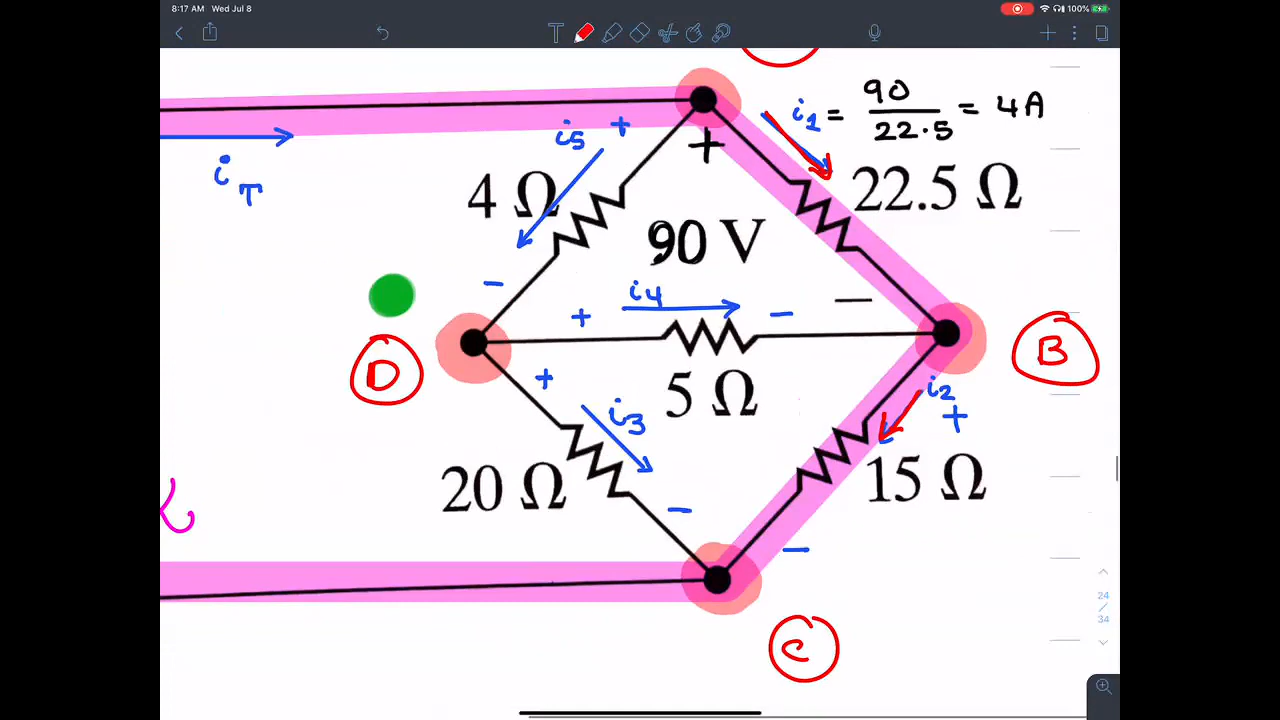 8:17 AM Wed Jul 8
100%
T
i1 = 90 / 22.5 = 4A
i5 +
+
iT
4 Ω
22.5 Ω
90 V
−
i4
−
+
−
D
B
5 Ω
+
i2
+
i3
20 Ω
15 Ω
−
−
C
24
/
34